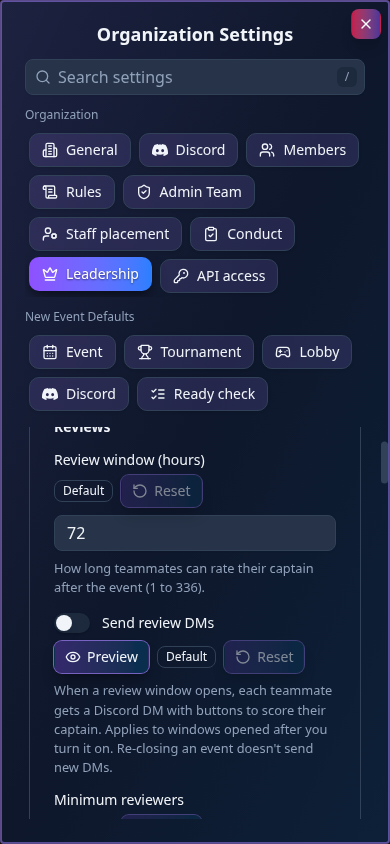 Organization Settings
Search settings /
Organization
General Discord Members
Rules Admin Team
Staff placement Conduct
Leadership API access
New Event Defaults
Event Tournament Lobby
Discord Ready check
Reviews
Review window (hours)
Default Reset
72
How long teammates can rate their captain
after the event (1 to 336).
Send review DMs
Preview Default Reset
When a review window opens, each teammate
gets a Discord DM with buttons to score their
captain. Applies to windows opened after you
turn it on. Re-closing an event doesn't send
new DMs.
Minimum reviewers